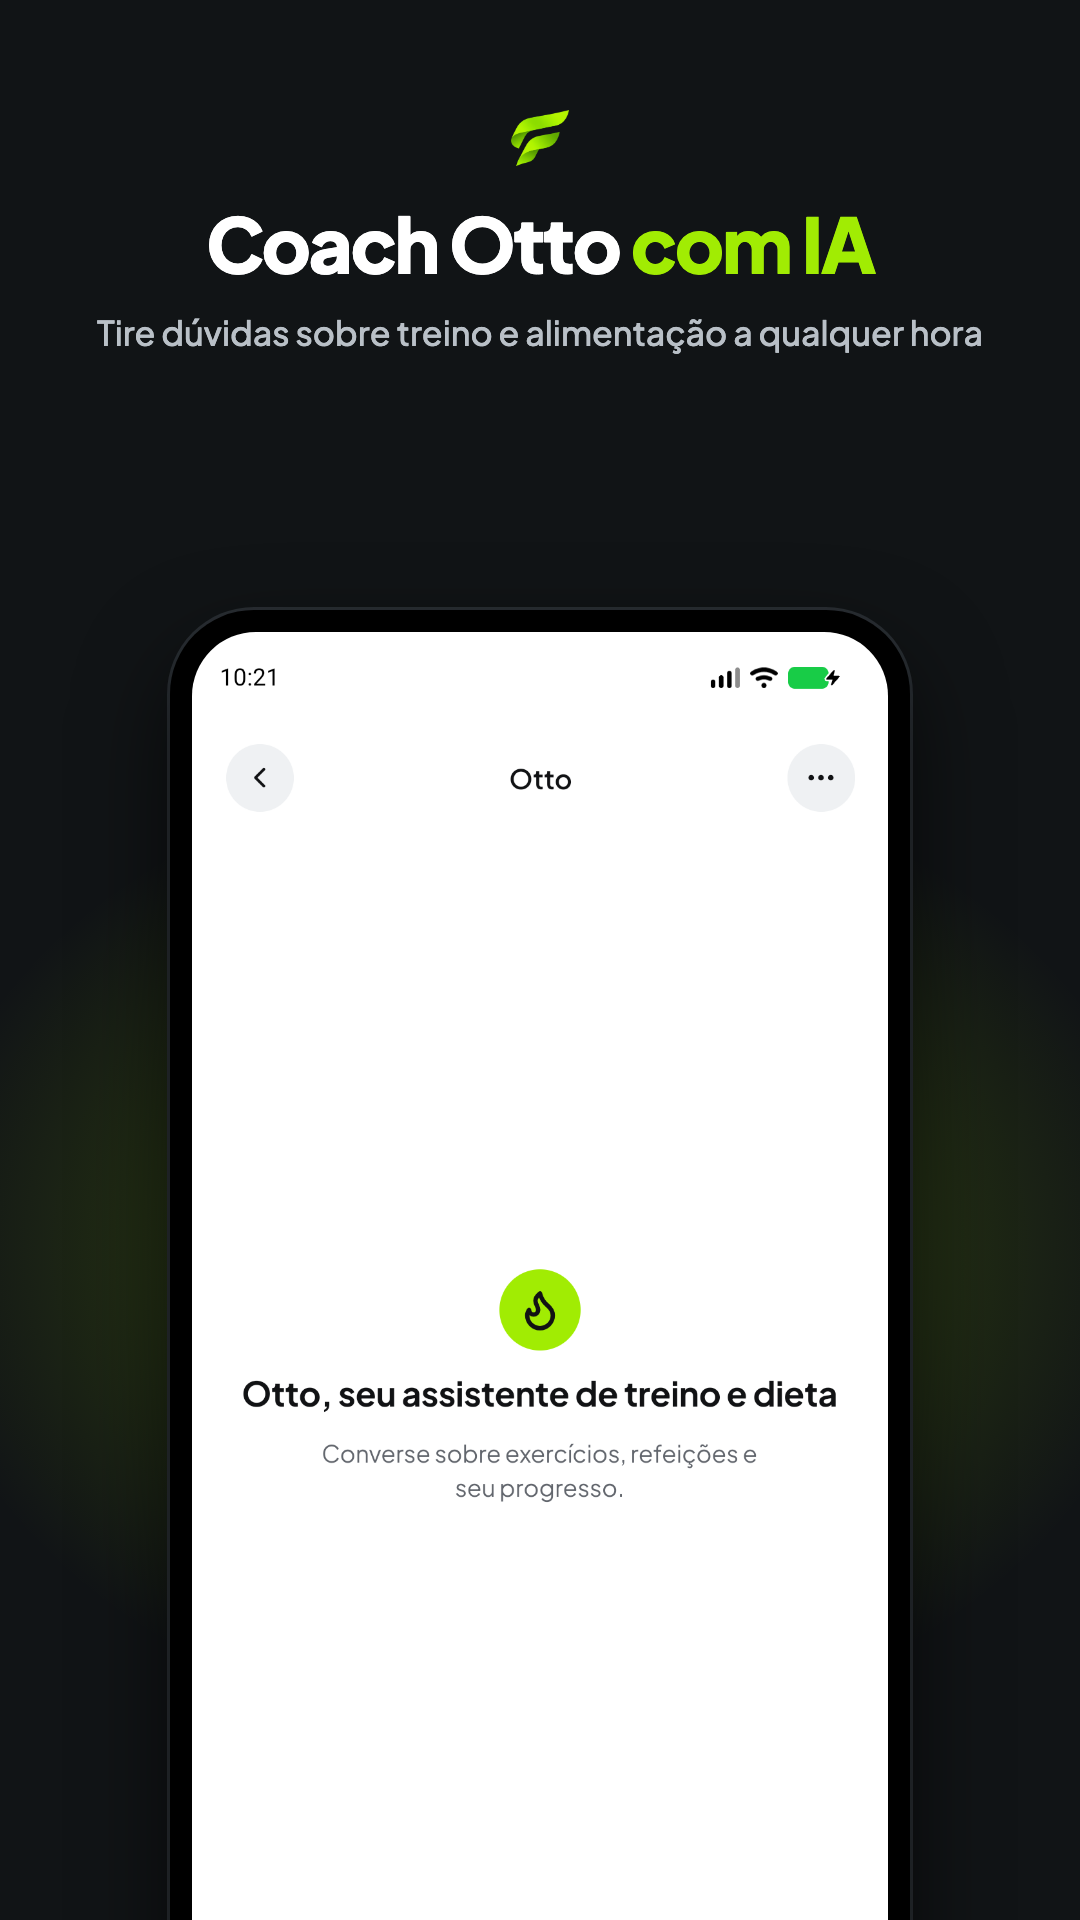 Coach Otto com IA
Tire dúvidas sobre treino e alimentação a qualquer hora
10:21
Otto
Otto, seu assistente de treino e dieta
Converse sobre exercícios, refeições e
seu progresso.